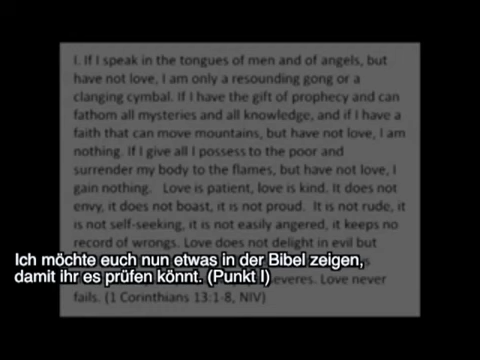 I. If I speak in the tongues of men and of angels, but
have not love, I am only a resounding gong or a
clanging cymbal. If I have the gift of prophecy and can
fathom all mysteries and all knowledge, and if I have a
faith that can move mountains, but have not love, I am
nothing. If I give all I possess to the poor and
surrender my body to the flames, but have not love, I
gain nothing. Love is patient, love is kind. It does not
envy, it does not boast, it is not proud. It is not rude, it
is not self-seeking, it is not easily angered, it keeps no
record of wrongs. Love does not delight in evil but
Ich möchte euch nun etwas in der Bibel zeigen,
damit ihr es prüfen könnt. (Punkt I)
severes. Love never
fails. (1 Corinthians 13:1-8, NIV)